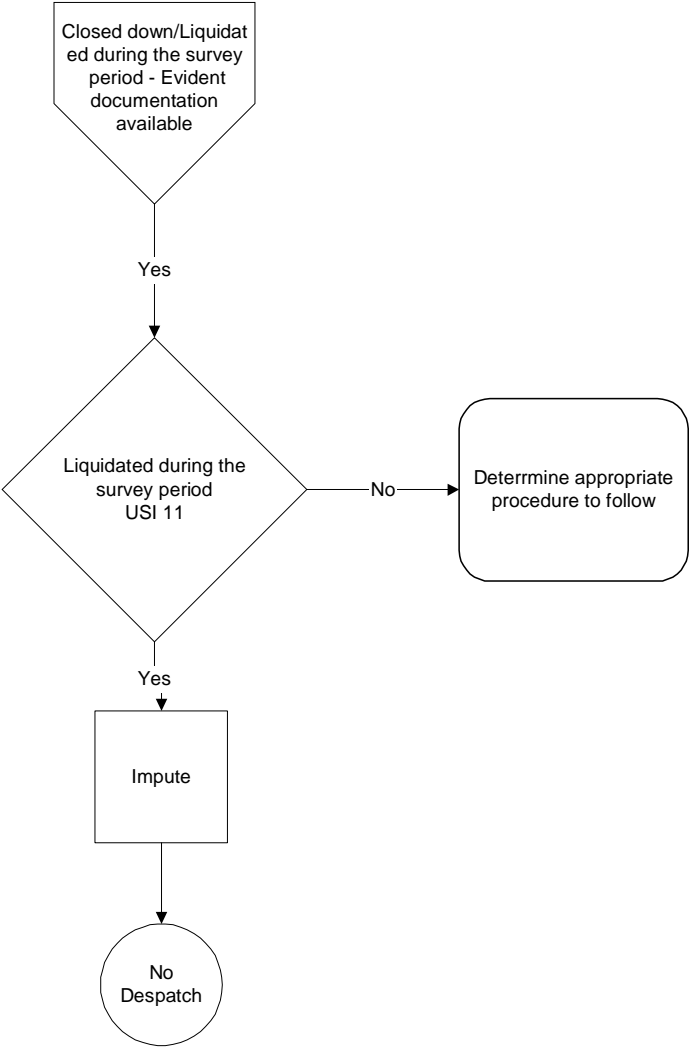 Closed down/Liquidat
ed during the survey
period - Evident
documentation
available
Yes
Liquidated during the
survey period
USI 11
No
Deterrmine appropriate
procedure to follow
Yes
Impute
No
Despatch